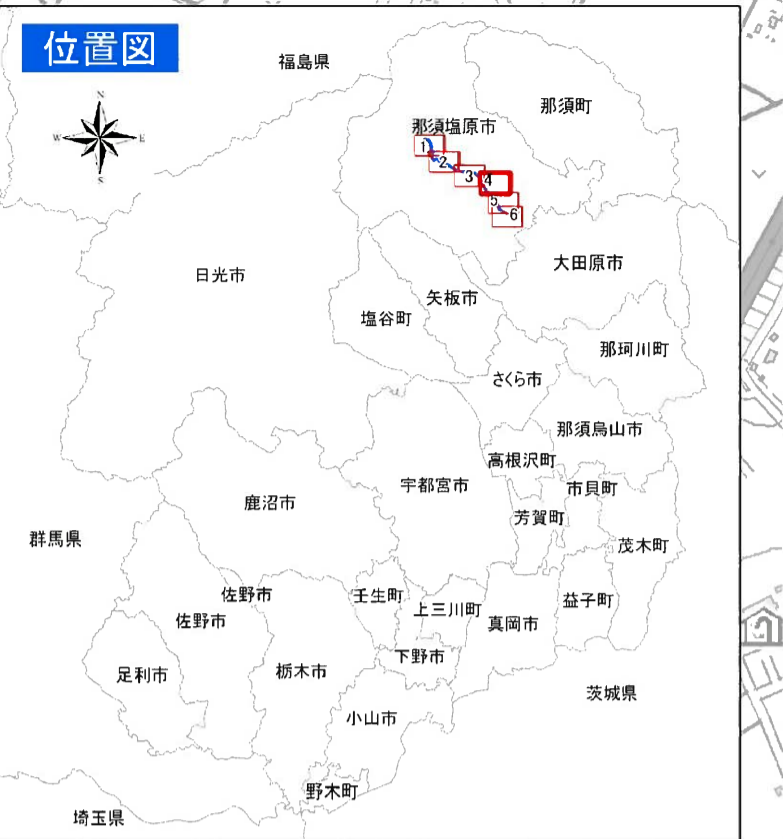 位置図
福島県
N
W E
S
那須町
那須塩原市
1
2
3
4
5
6
大田原市
日光市
矢板市
塩谷町
那珂川町
さくら市
那須烏山市
高根沢町
宇都宮市
市貝町
鹿沼市
芳賀町
群馬県
茂木町
佐野市
壬生町
益子町
上三川町
佐野市
真岡市
下野市
足利市
栃木市
茨城県
小山市
野木町
埼玉県